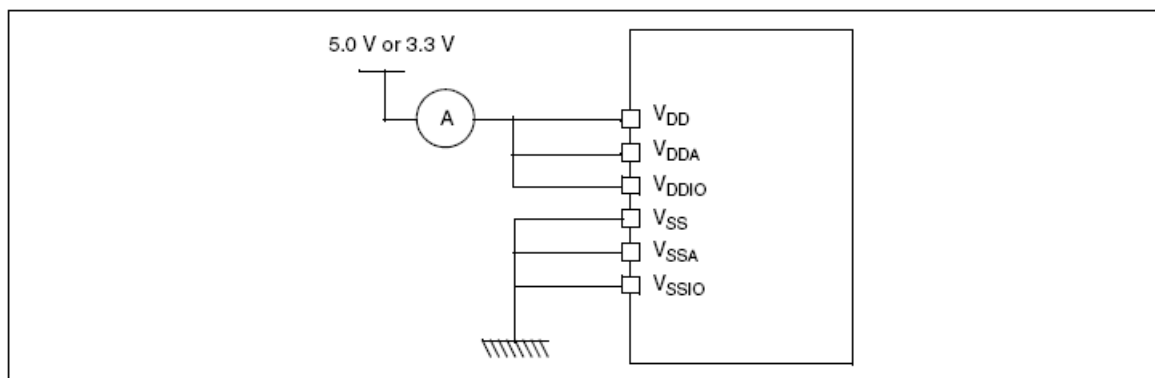 5.0 V or 3.3 V
A
VDD
VDDA
VDDIO
VSS
VSSA
VSSIO